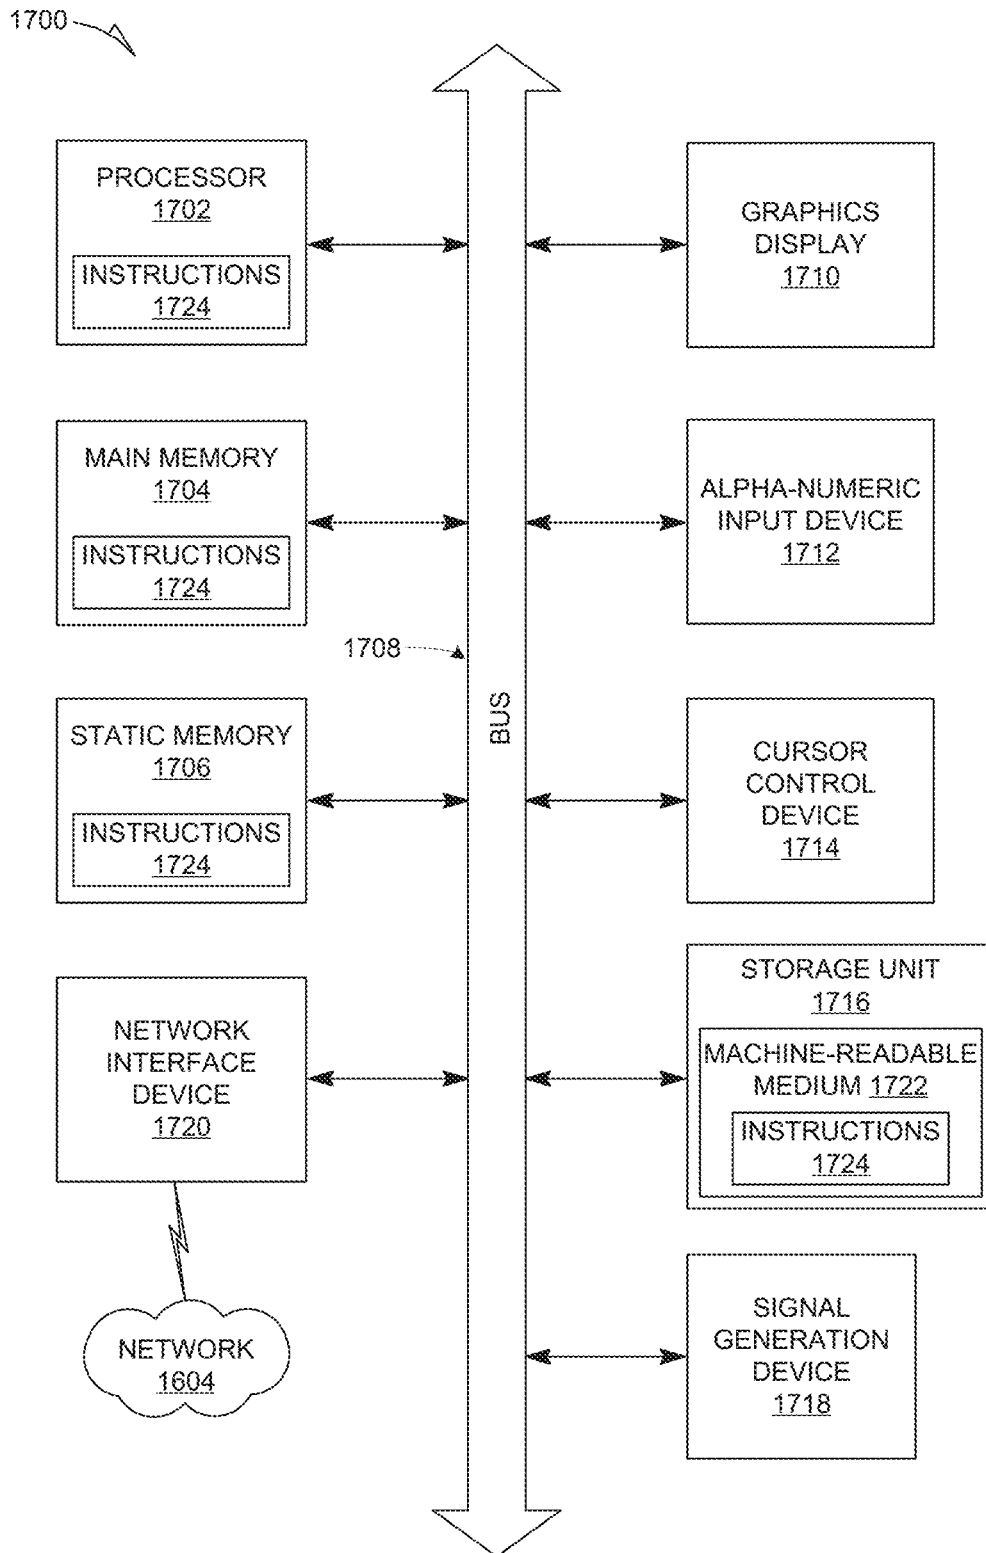 1700
PROCESSOR
1702
INSTRUCTIONS
1724
MAIN MEMORY
1704
INSTRUCTIONS
1724
1708
STATIC MEMORY
1706
INSTRUCTIONS
1724
NETWORK
INTERFACE
DEVICE
1720
NETWORK
1604
BUS
GRAPHICS
DISPLAY
1710
ALPHA-NUMERIC
INPUT DEVICE
1712
CURSOR
CONTROL
DEVICE
1714
STORAGE UNIT
1716
MACHINE-READABLE
MEDIUM 1722
INSTRUCTIONS
1724
SIGNAL
GENERATION
DEVICE
1718